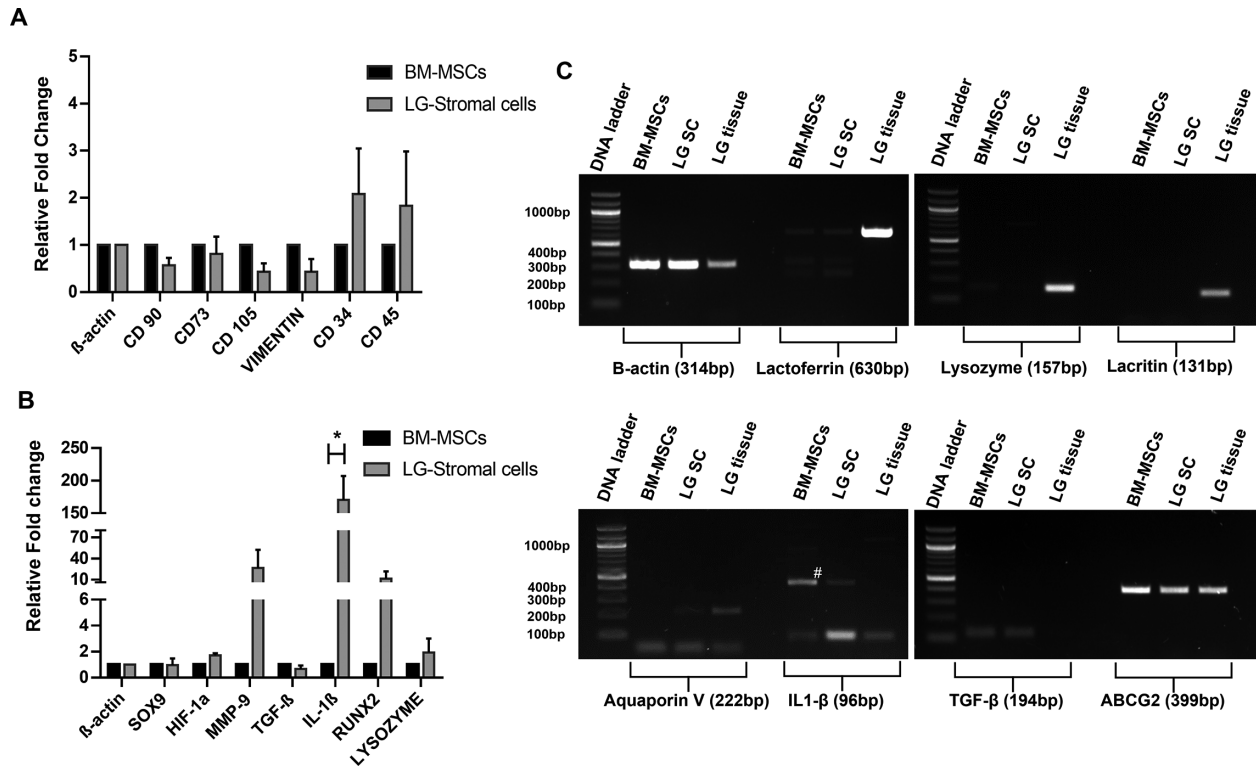 A
Relative Fold Change
5
4
3
2
1
0
BM-MSCs
LG-Stromal cells
ß-actin
CD 90
CD73
CD 105
VIMENTIN
CD 34
CD 45
B
Relative Fold change
250
200
150
70
40
10
6
4
2
0
BM-MSCs
LG-Stromal cells
*
ß-actin
SOX9
HIF-1a
MMP-9
TGF-ß
IL-1ß
RUNX2
LYSOZYME
C
DNA ladder
BM-MSCs
LG SC
LG tissue
BM-MSCs
LG SC
LG tissue
DNA ladder
BM-MSCs
LG SC
LG tissue
BM-MSCs
LG SC
LG tissue
1000bp
400bp
300bp
200bp
100bp
B-actin (314bp)
Lactoferrin (630bp)
Lysozyme (157bp)
Lacritin (131bp)
DNA ladder
BM-MSCs
LG SC
LG tissue
BM-MSCs
LG SC
LG tissue
DNA ladder
BM-MSCs
LG SC
LG tissue
BM-MSCs
LG SC
LG tissue
1000bp
400bp
300bp
200bp
100bp
#
Aquaporin V (222bp)
IL1-β (96bp)
TGF-β (194bp)
ABCG2 (399bp)